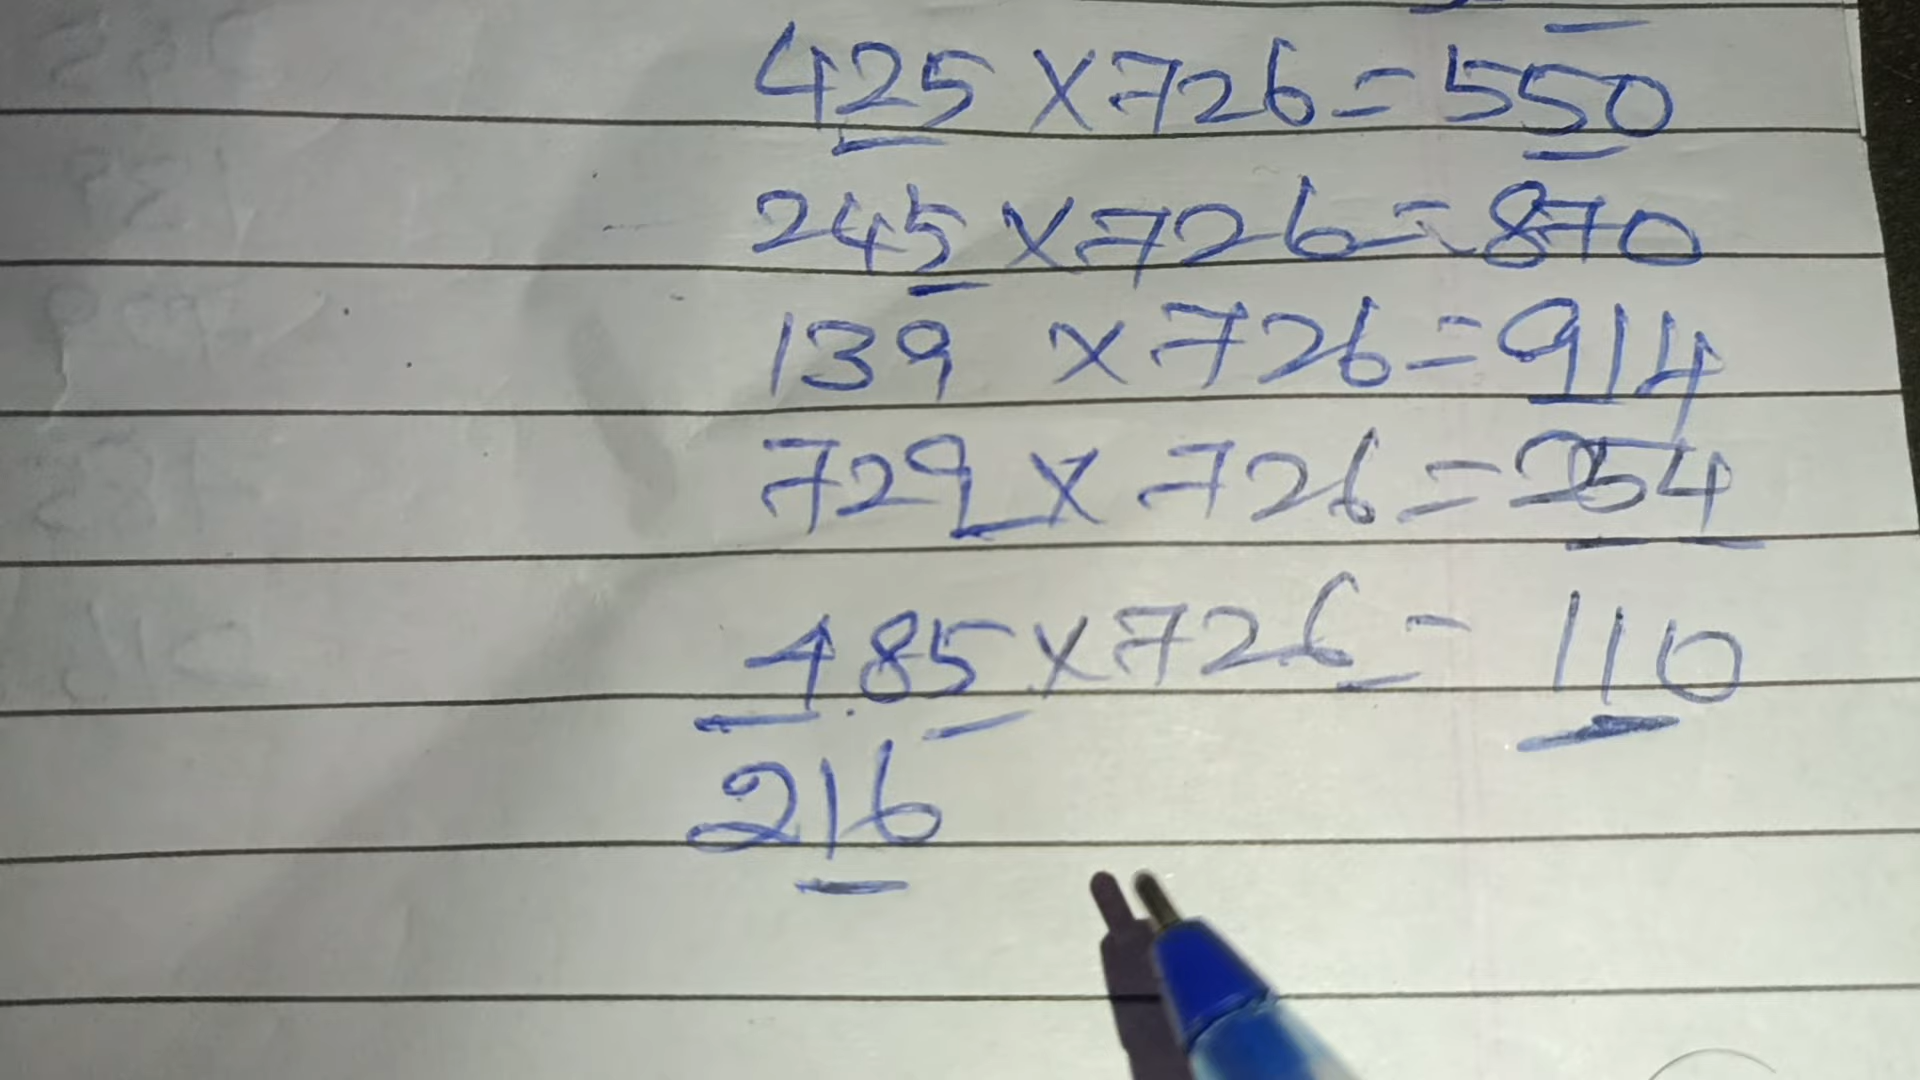 425 X 726 = 550
245 X 726 = 870
139 X 726 = 914
729 X 726 = 254
485 X 726 = 110
216